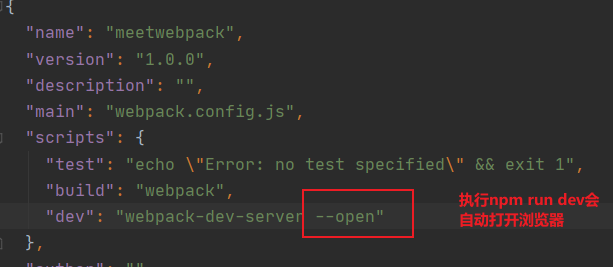 {
"name": "meetwebpack",
"version": "1.0.0",
"description": "",
"main": "webpack.config.js",
"scripts": {
"test": "echo \"Error: no test specified\" && exit 1",
"build": "webpack",
"dev": "webpack-dev-server --open"
执行npm run dev会
自动打开浏览器
},
"author": ""